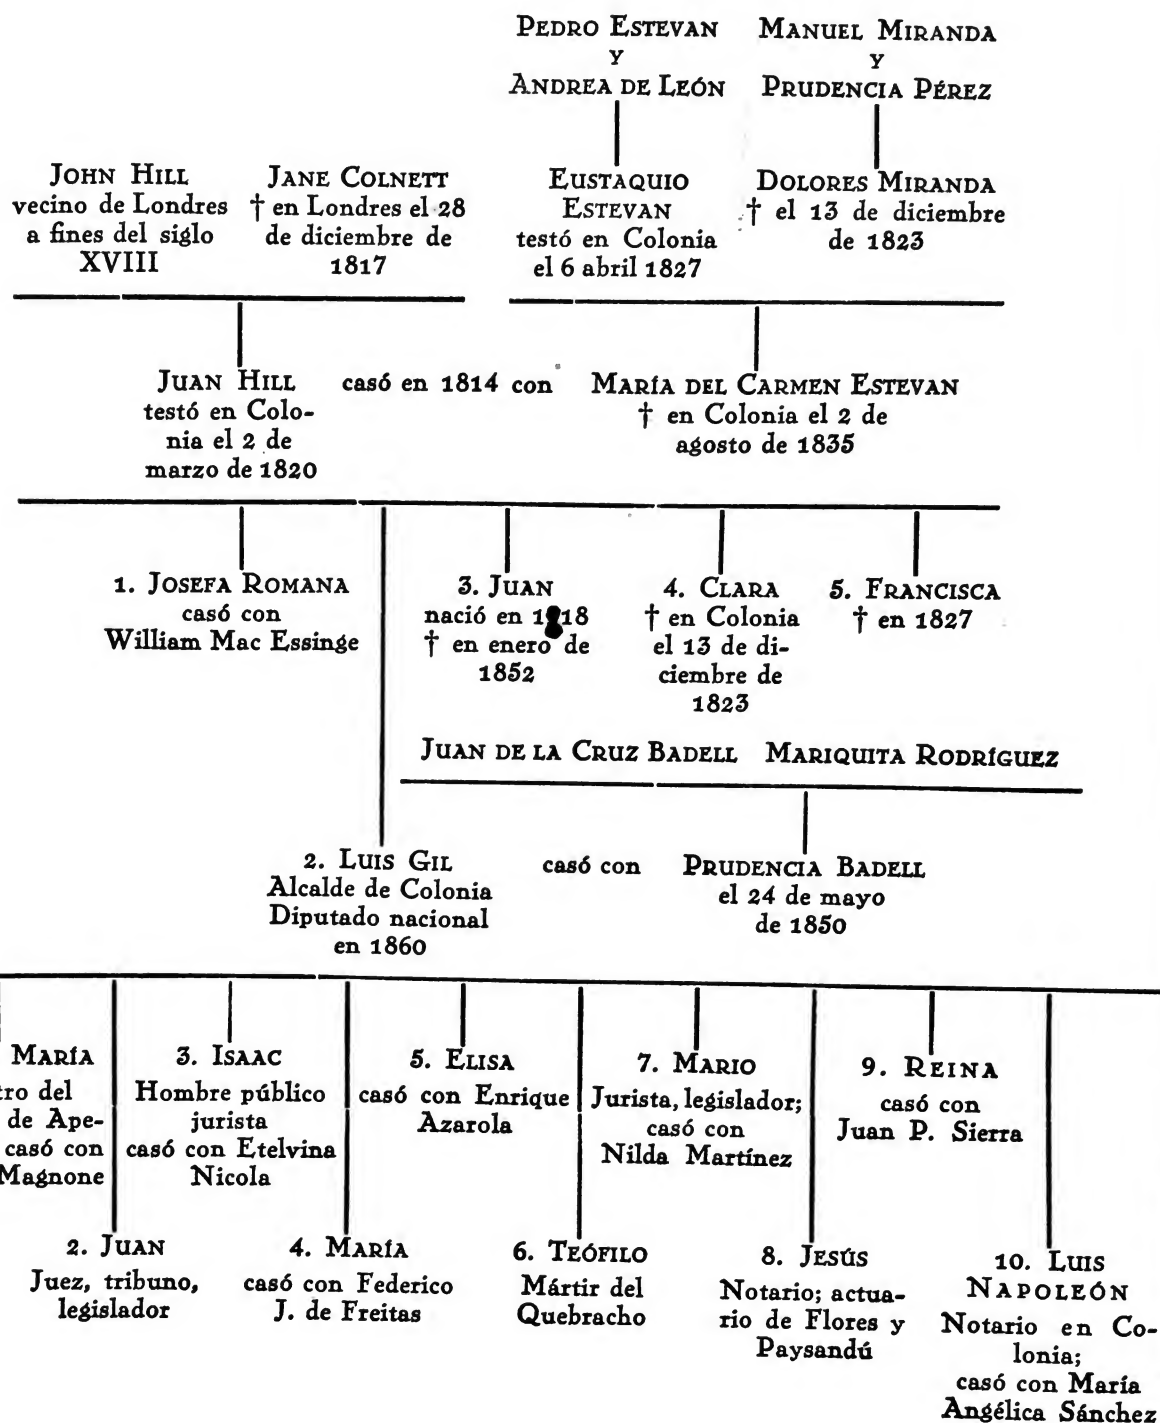 PEDRO ESTEVAN
Y
ANDREA DE LEÓN
MANUEL MIRANDA
Y
PRUDENCIA PÉREZ
JOHN HILL
vecino de Londres
a fines del siglo
XVIII
JANE COLNETT
† en Londres el 28
de diciembre de
1817
EUSTAQUIO
ESTEVAN
testó en Colonia
el 6 abril 1827
DOLORES MIRANDA
† el 13 de diciembre
de 1823
JUAN HILL
testó en Colo-
nia el 2 de
marzo de 1820
casó en 1814 con
MARÍA DEL CARMEN ESTEVAN
† en Colonia el 2 de
agosto de 1835
1. JOSEFA ROMANA
casó con
William Mac Essinge
3. JUAN
nació en 1818
† en enero de
1852
4. CLARA
† en Colonia
el 13 de di-
ciembre de
1823
5. FRANCISCA
† en 1827
JUAN DE LA CRUZ BADELL MARIQUITA RODRÍGUEZ
2. LUIS GIL
Alcalde de Colonia
Diputado nacional
en 1860
casó con
PRUDENCIA BADELL
el 24 de mayo
de 1850
MARÍA
tro del
de Ape-
casó con
Magnone
3. ISAAC
Hombre público
jurista
casó con Etelvina
Nicola
5. ELISA
casó con Enrique
Azarola
7. MARIO
Jurista, legislador;
casó con
Nilda Martínez
9. REINA
casó con
Juan P. Sierra
2. JUAN
Juez, tribuno,
legislador
4. MARÍA
casó con Federico
J. de Freitas
6. TEÓFILO
Mártir del
Quebracho
8. JESÚS
Notario; actua-
rio de Flores y
Paysandú
10. LUIS
NAPOLEÓN
Notario en Co-
lonia;
casó con María
Angélica Sánchez